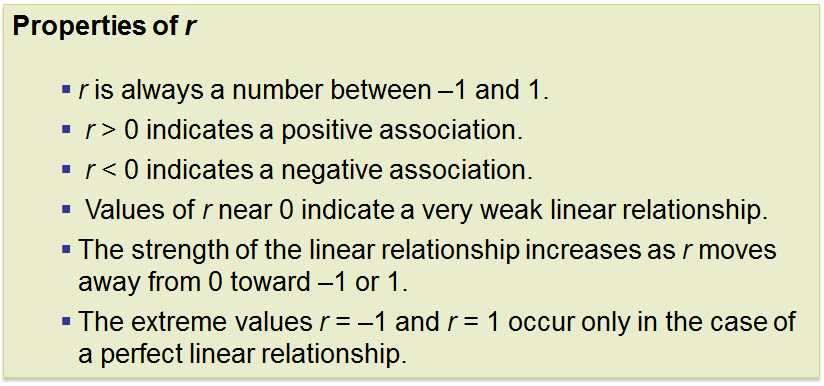 Properties of r
▪ r is always a number between –1 and 1.
▪ r > 0 indicates a positive association.
▪ r < 0 indicates a negative association.
▪ Values of r near 0 indicate a very weak linear relationship.
▪ The strength of the linear relationship increases as r moves
away from 0 toward –1 or 1.
▪ The extreme values r = –1 and r = 1 occur only in the case of
a perfect linear relationship.